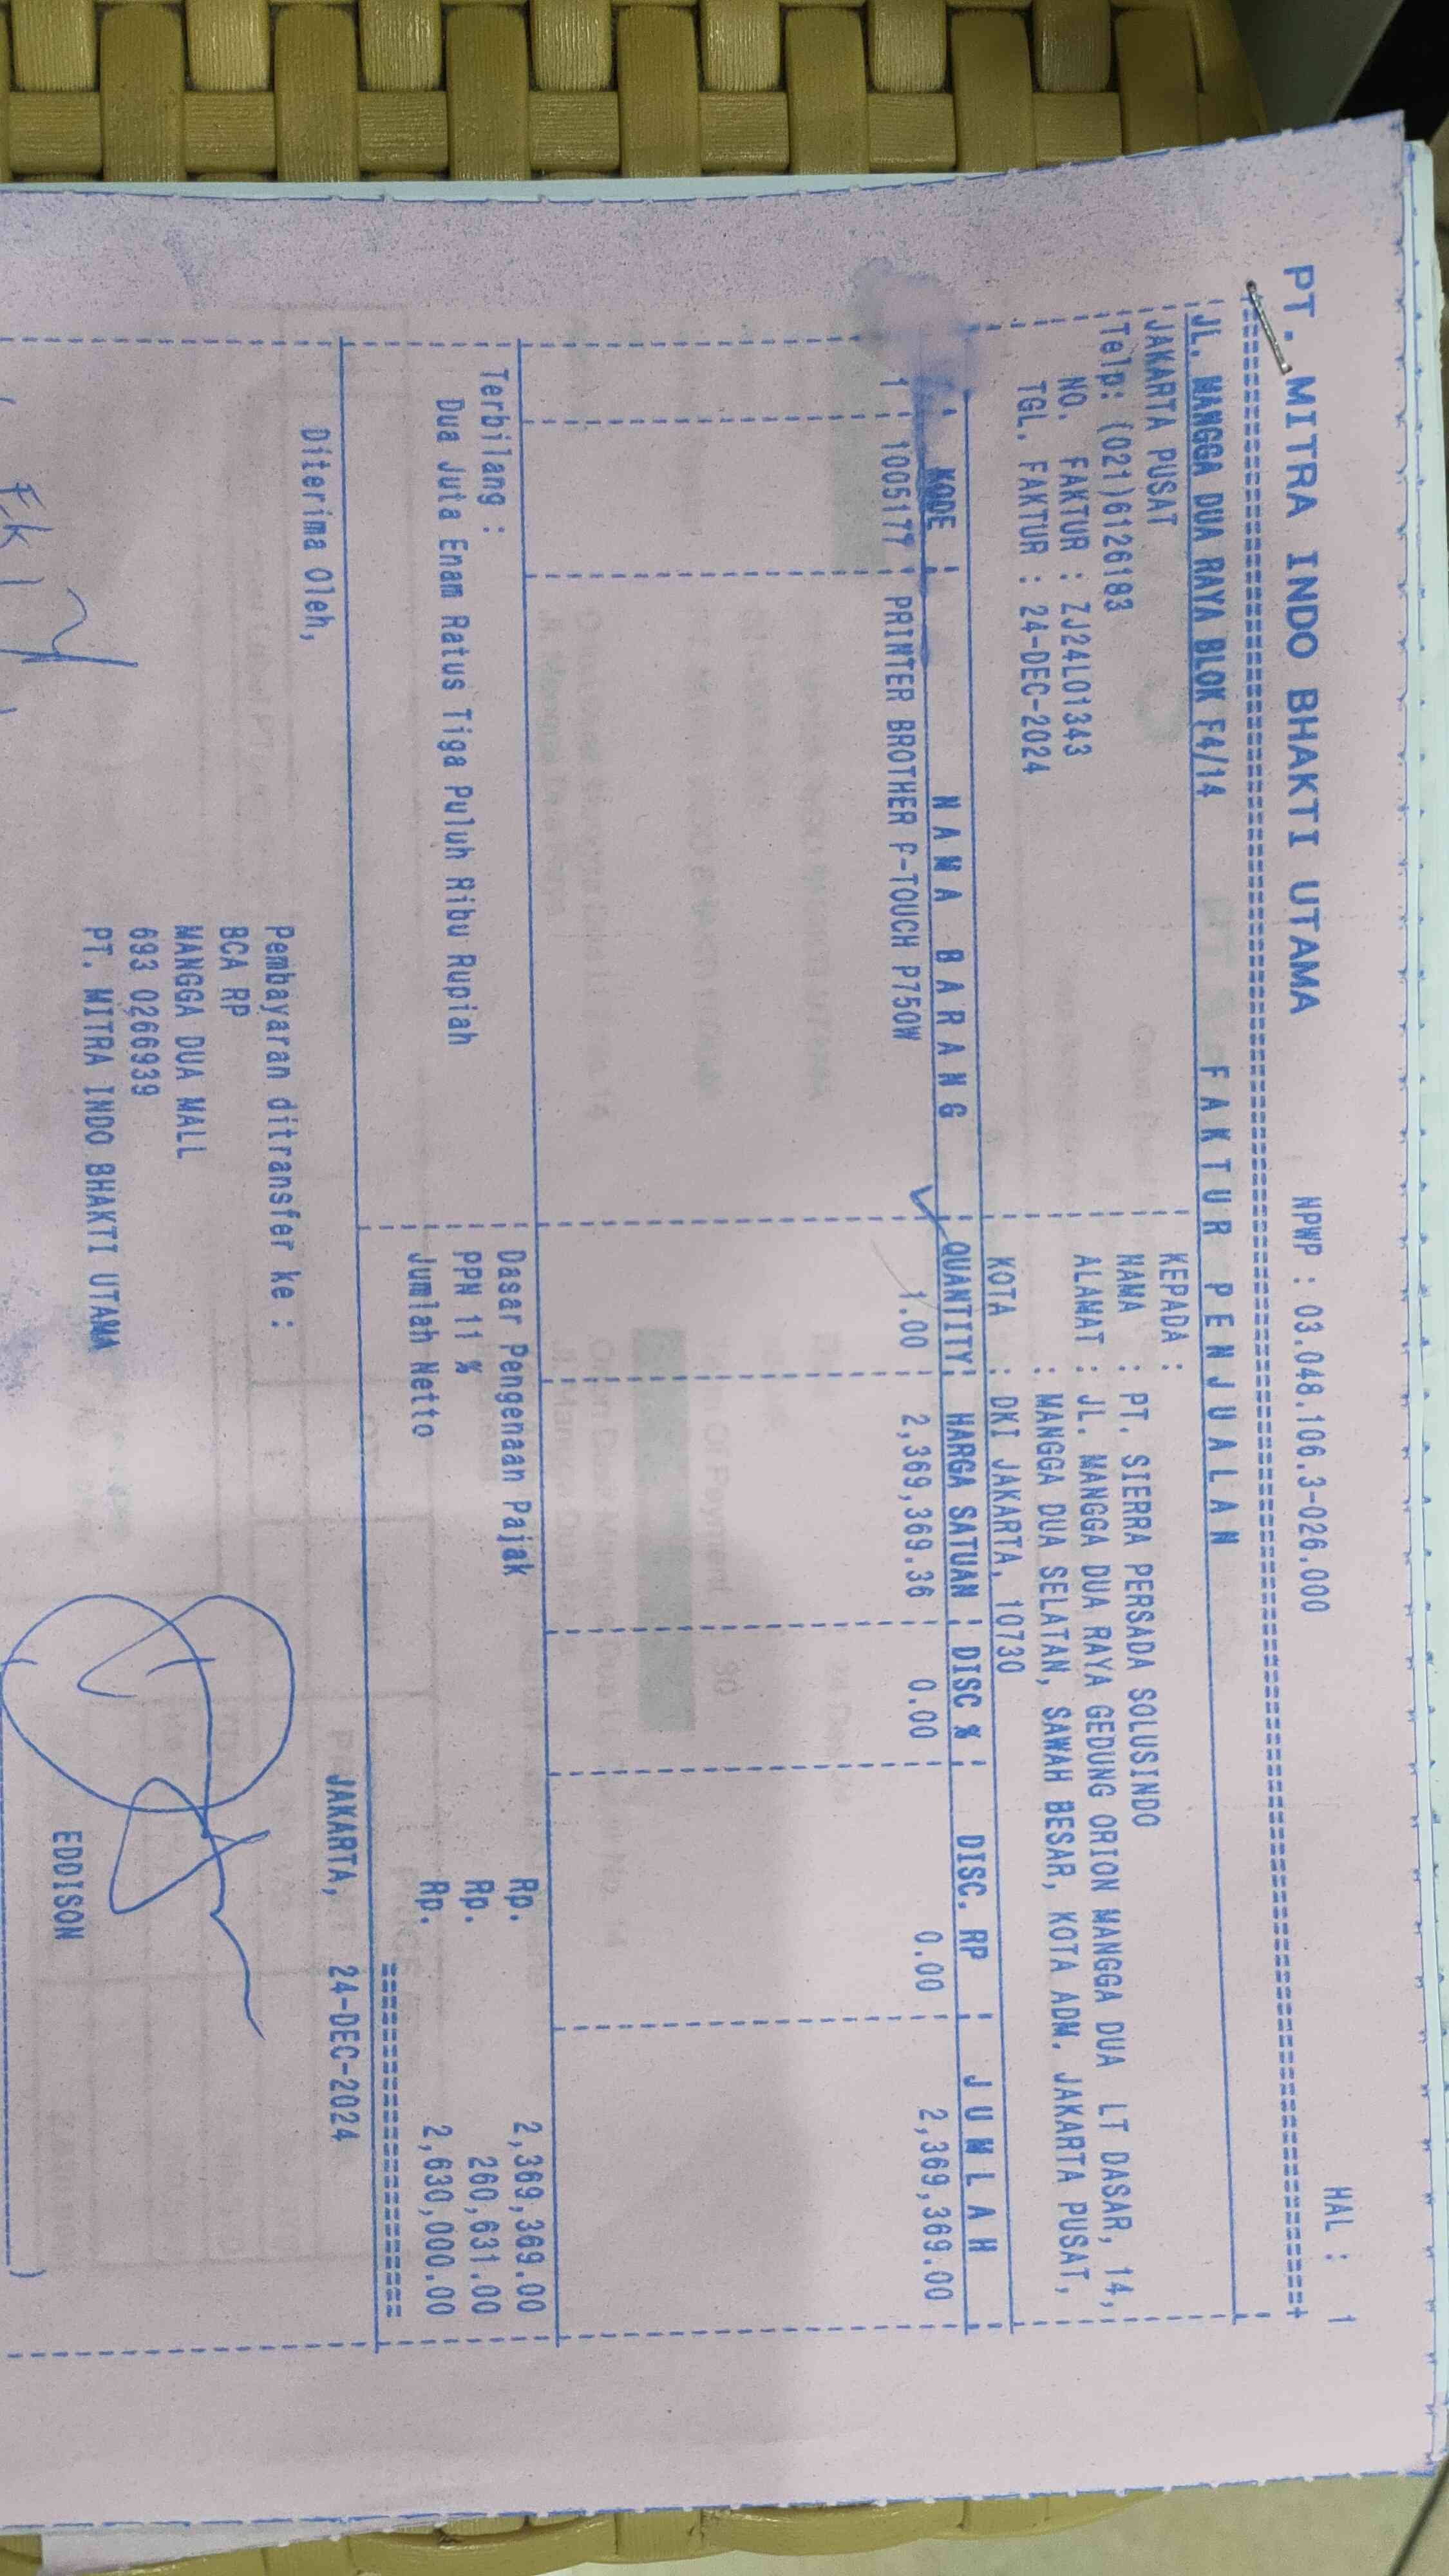 HAL : 1
PT. MITRA INDO BHAKTI UTAMA NPWP : 03.048.106.3-026.000
JL. MANGGA DUA RAYA BLOK F4/14 FAKTUR PENJUALAN
JAKARTA PUSAT KEPADA :
Telp: (021)6126183 NAMA : PT. SIERRA PERSADA SOLUSINDO
NO. FAKTUR : ZJ24L01343 ALAMAT : JL. MANGGA DUA RAYA GEDUNG ORION MANGGA DUA LT DASAR, 14,
TGL. FAKTUR : 24-DEC-2024 : MANGGA DUA SELATAN, SAWAH BESAR, KOTA ADM. JAKARTA PUSAT,
KOTA : DKI JAKARTA, 10730
KODE NAMA BARANG QUANTITY HARGA SATUAN DISC % DISC. RP JUMLAH
1 1005177 PRINTER BROTHER P-TOUCH P750W 1.00 2,369,369.36 0.00 0.00 2,369,369.00
Terbilang : Dasar Pengenaan Pajak Rp. 2,369,369.00
Dua Juta Enam Ratus Tiga Puluh Ribu Rupiah PPN 11 % Rp. 260,631.00
Jumlah Netto Rp. 2,630,000.00
Diterima Oleh, JAKARTA, 24-DEC-2024
Pembayaran ditransfer ke :
BCA RP
MANGGA DUA MALL
693 0266939
PT. MITRA INDO BHAKTI UTAMA
EDDISON